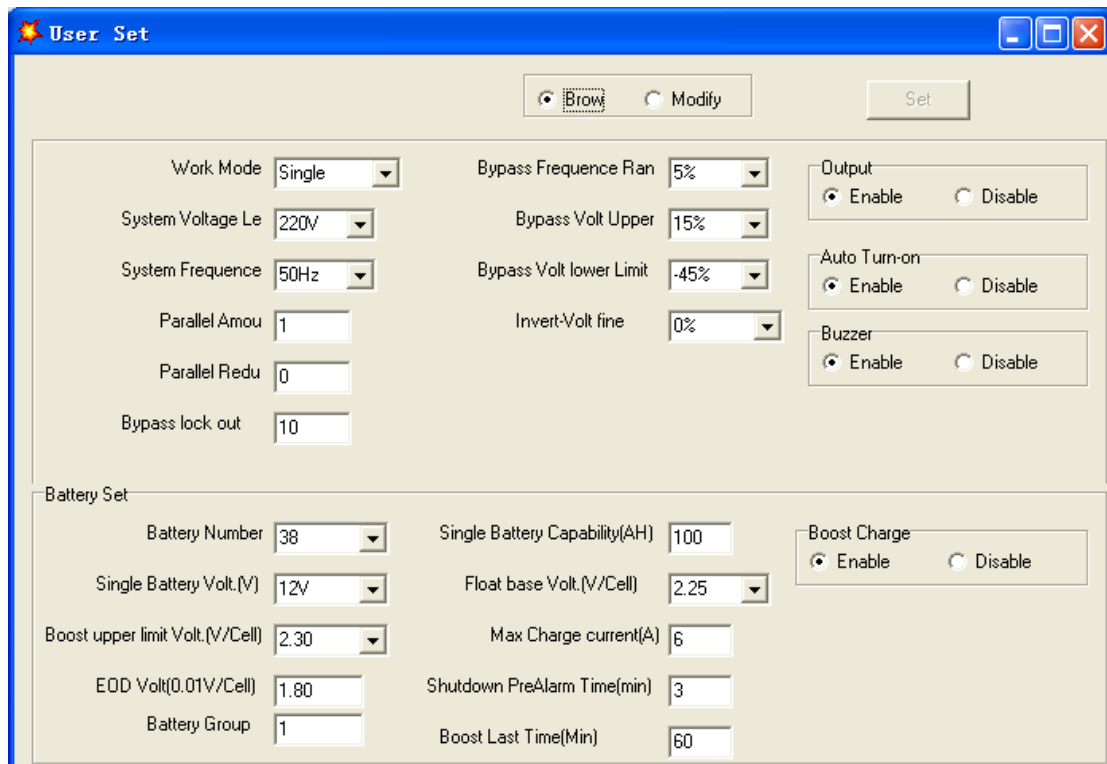 User Set
Brow Modify Set
Work Mode Single Bypass Frequence Ran 5% Output
Enable Disable
System Voltage Le 220V Bypass Volt Upper 15%
System Frequence 50Hz Bypass Volt lower Limit -45% Auto Turn-on
Enable Disable
Parallel Amou 1 Invert-Volt fine 0% Buzzer
Enable Disable
Parallel Redu 0
Bypass lock out 10
Battery Set
Battery Number 38 Single Battery Capability(AH) 100 Boost Charge
Enable Disable
Single Battery Volt.(V) 12V Float base Volt.(V/Cell) 2.25
Boost upper limit Volt.(V/Cell) 2.30 Max Charge current(A) 6
EOD Volt(0.01V/Cell) 1.80 Shutdown PreAlarm Time(min) 3
Battery Group 1 Boost Last Time(Min) 60